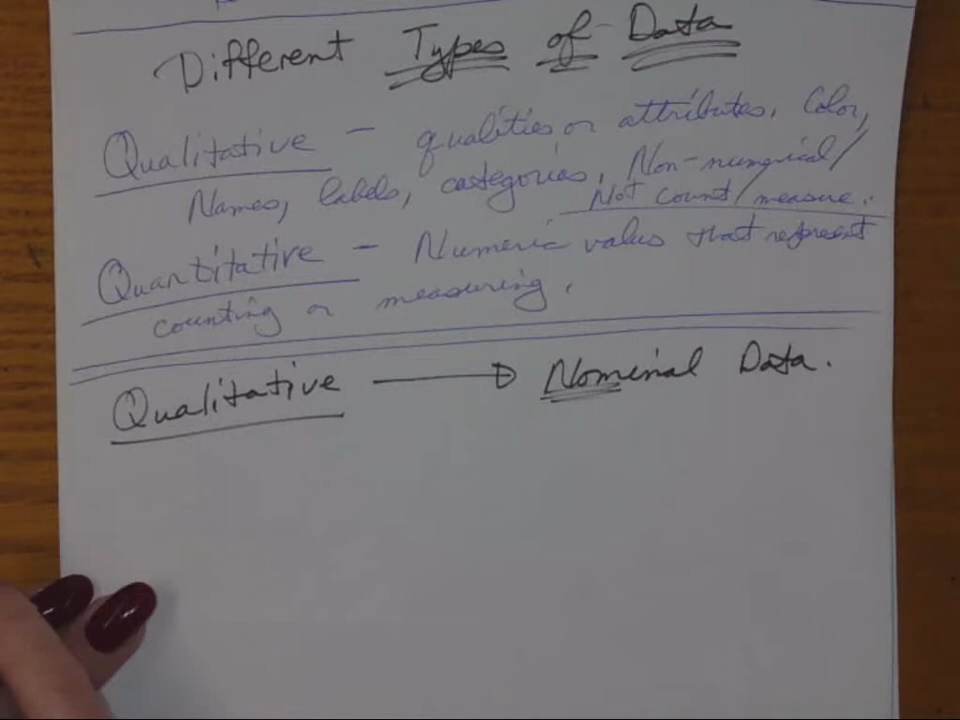 Different Types of Data
Qualitative - qualities or attributes, Color,
Names, labels, categories, Non-numerical/
Not count/measure.
Quantitative - Numeric value that represent
counting or measuring.
Qualitative → Nominal Data.